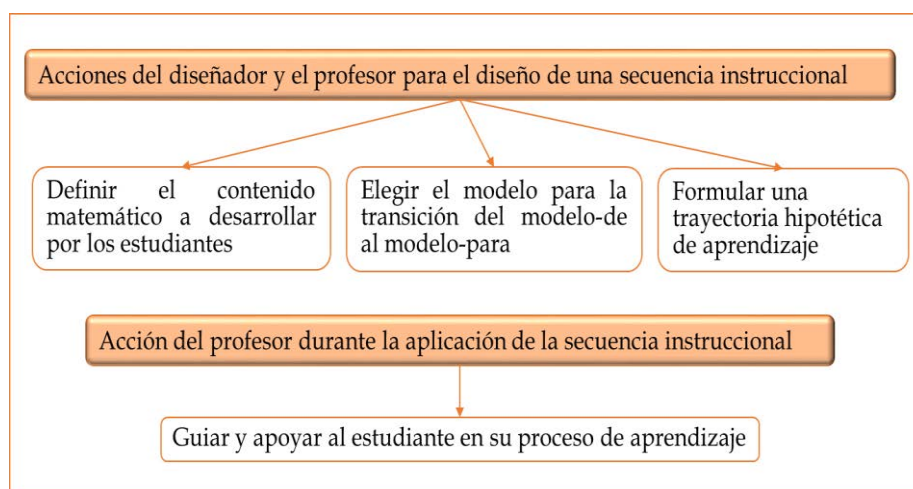 Acciones del diseñador y el profesor para el diseño de una secuencia instruccional
Definir el contenido
matemático a desarrollar
por los estudiantes
Elegir el modelo para la
transición del modelo-de
al modelo-para
Formular una
trayectoria hipotética
de aprendizaje
Acción del profesor durante la aplicación de la secuencia instruccional
Guiar y apoyar al estudiante en su proceso de aprendizaje